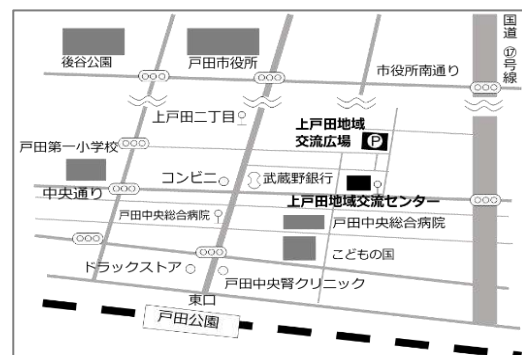 国道⑰号線
後谷公園
戸田市役所
市役所南通り
上戸田二丁目
上戸田地域
交流広場
P
戸田第一小学校
コンビニ
武蔵野銀行
中央通り
上戸田地域交流センター
戸田中央総合病院
戸田中央総合病院
こどもの国
ドラックストア
戸田中央腎クリニック
東口
戸田公園